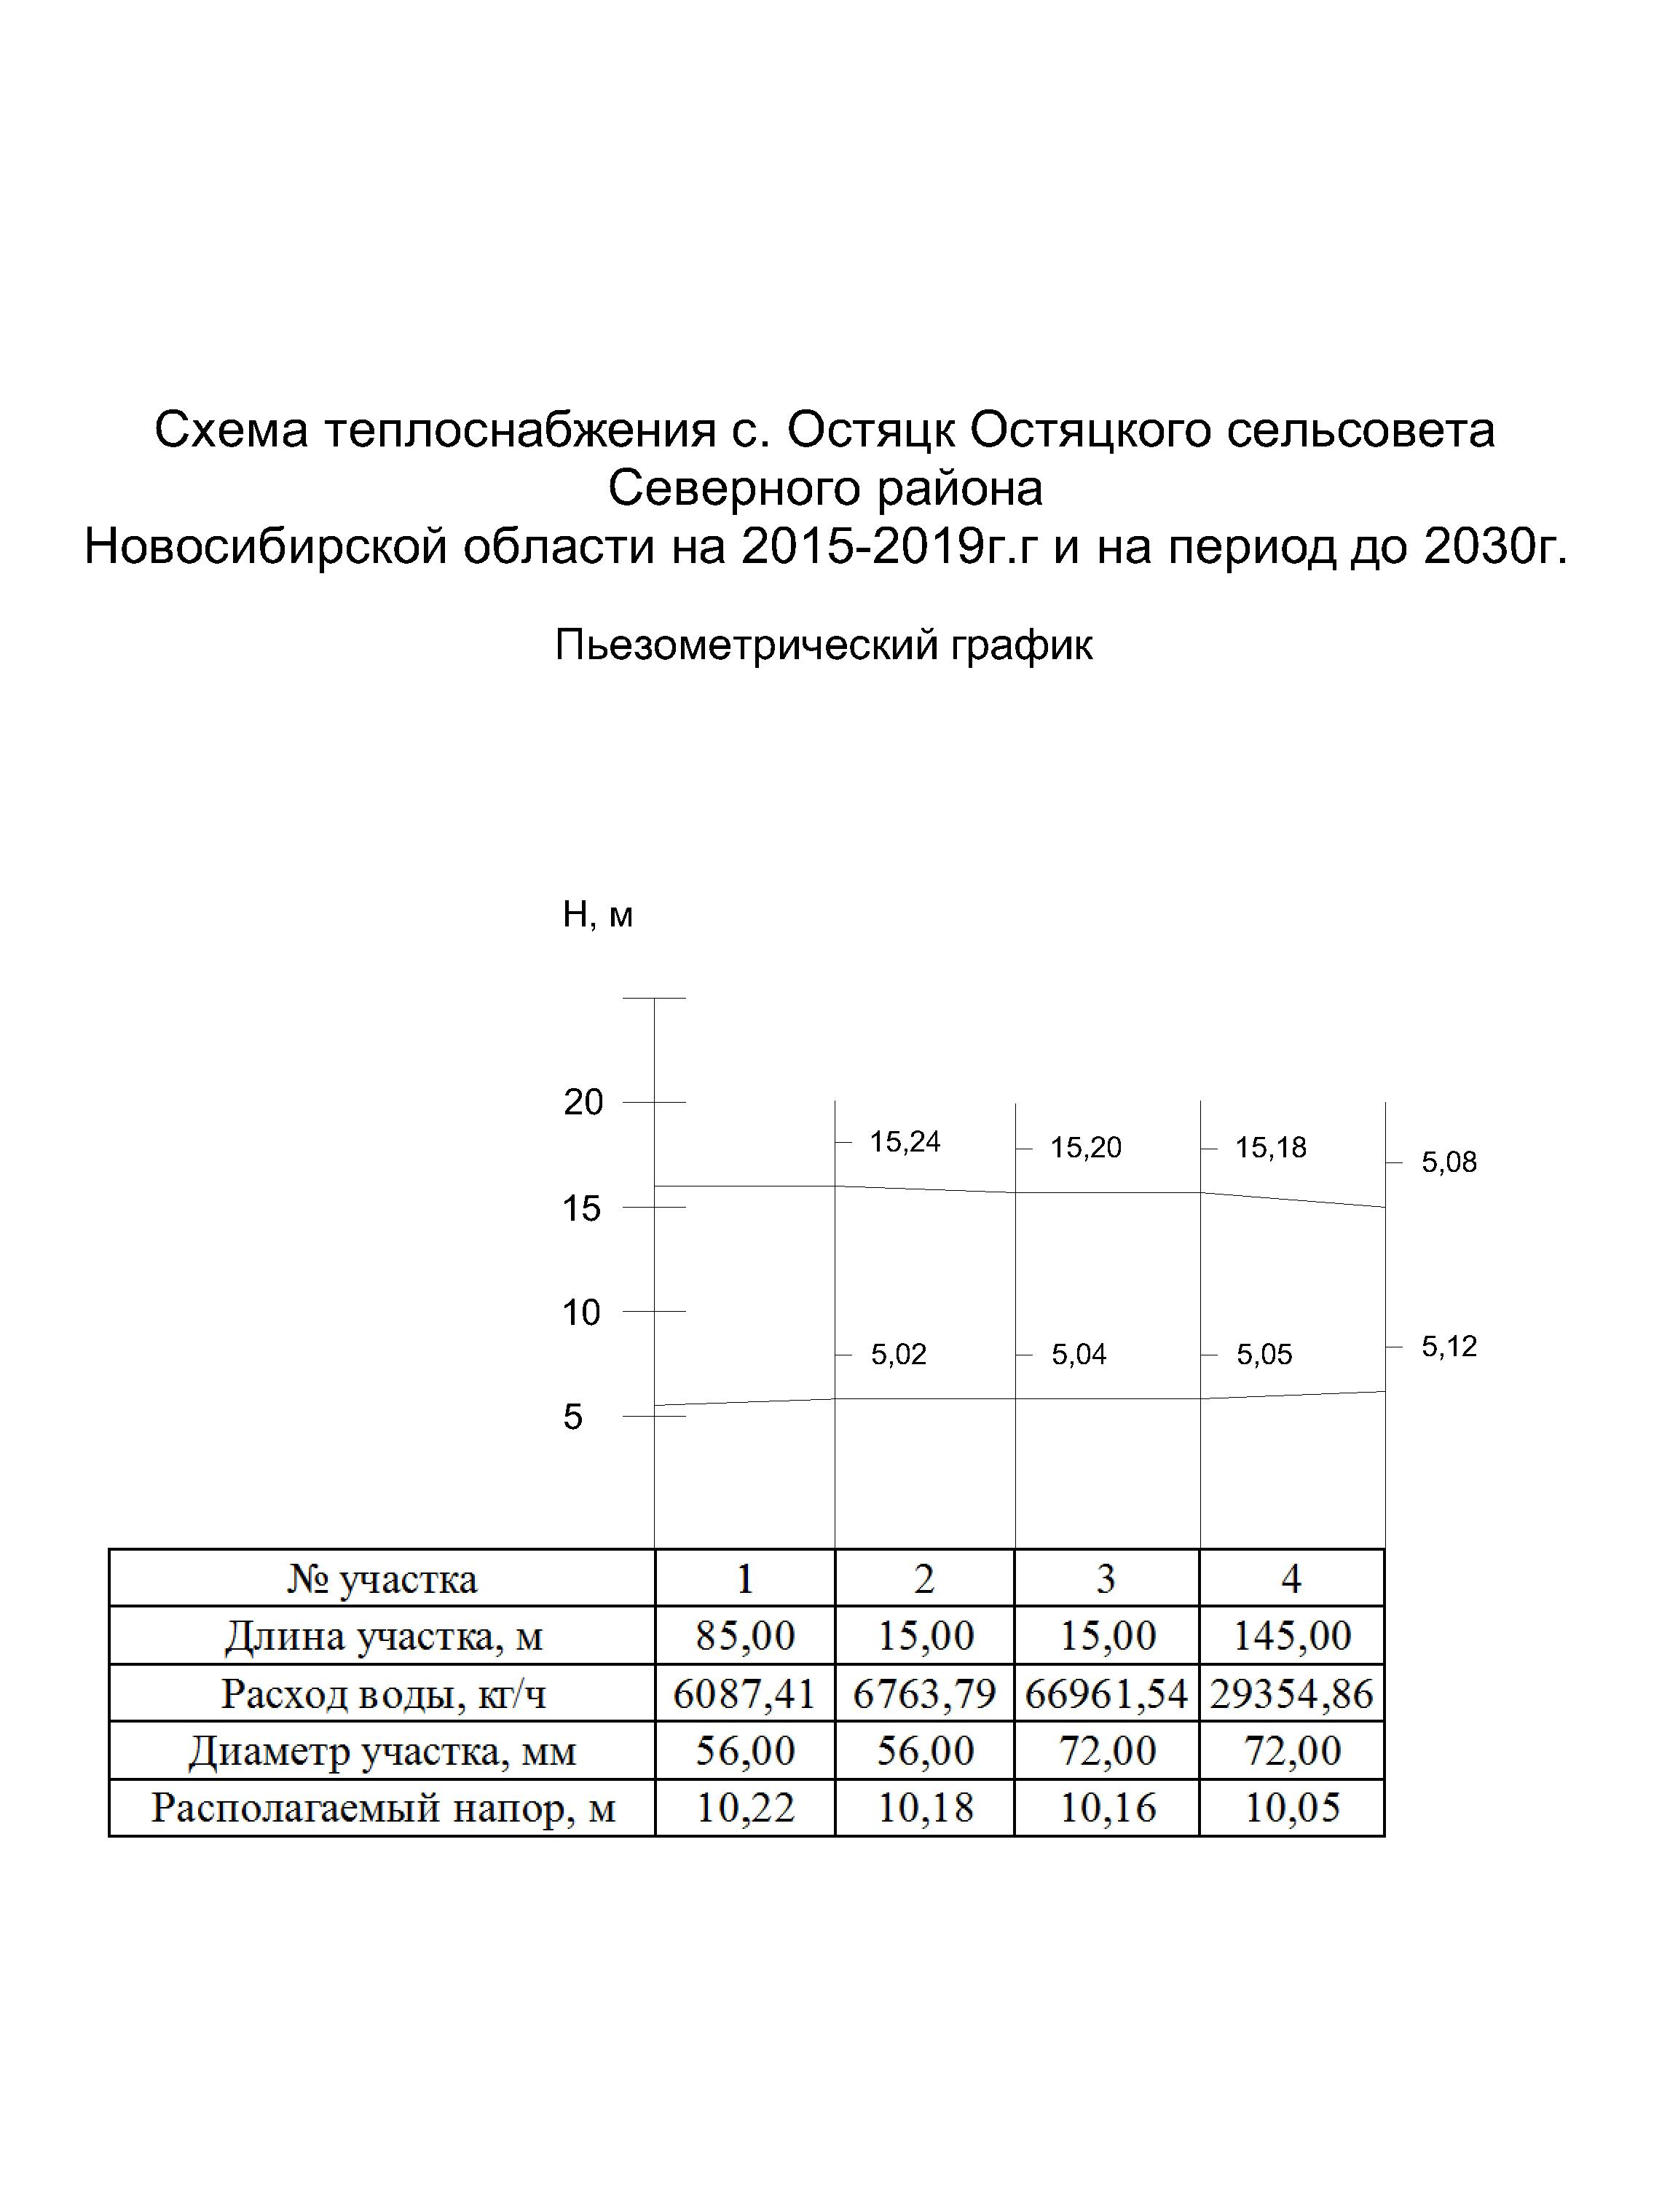 Схема теплоснабжения с. Остяцк Остяцкого сельсовета
Северного района
Новосибирской области на 2015-2019г.г и на период до 2030г.
Пьезометрический график
Н, м
20
15,24
15,20
15,18
5,08
15
10
5,02
5,04
5,05
5,12
5
№ участка 1 2 3 4
Длина участка, м 85,00 15,00 15,00 145,00
Расход воды, кг/ч 6087,41 6763,79 66961,54 29354,86
Диаметр участка, мм 56,00 56,00 72,00 72,00
Располагаемый напор, м 10,22 10,18 10,16 10,05